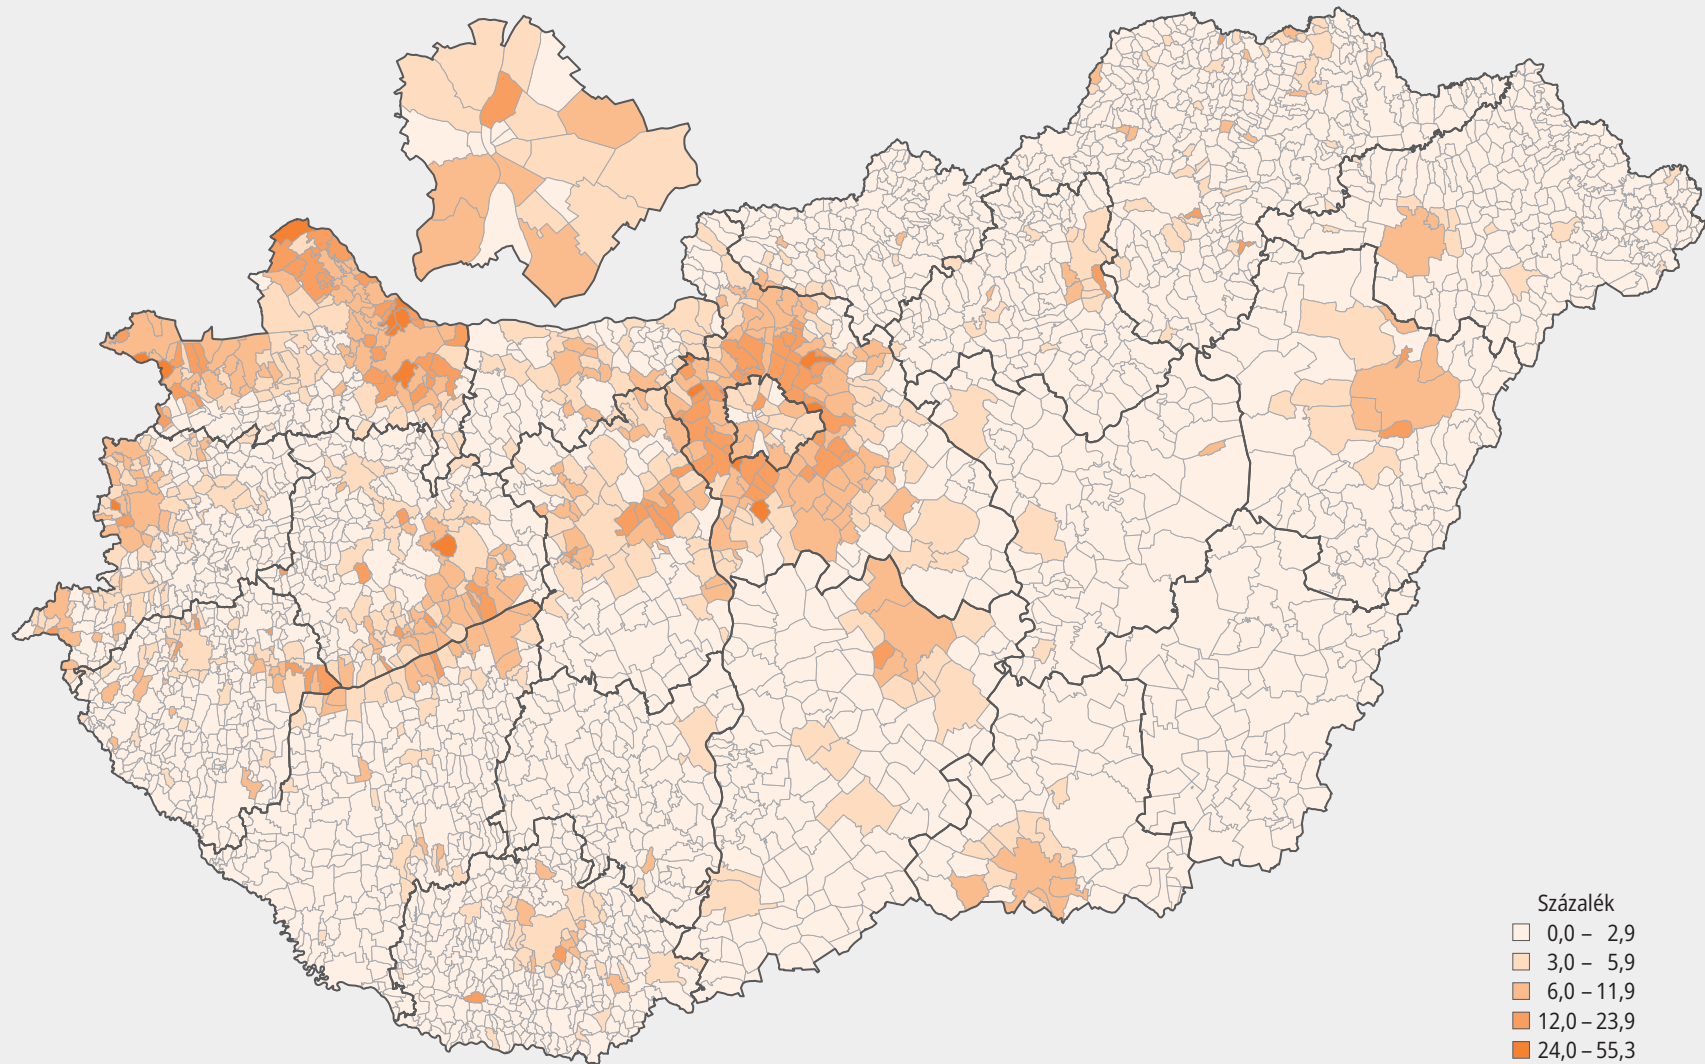 Százalék
0,0 – 2,9
3,0 – 5,9
6,0 – 11,9
12,0 – 23,9
24,0 – 55,3